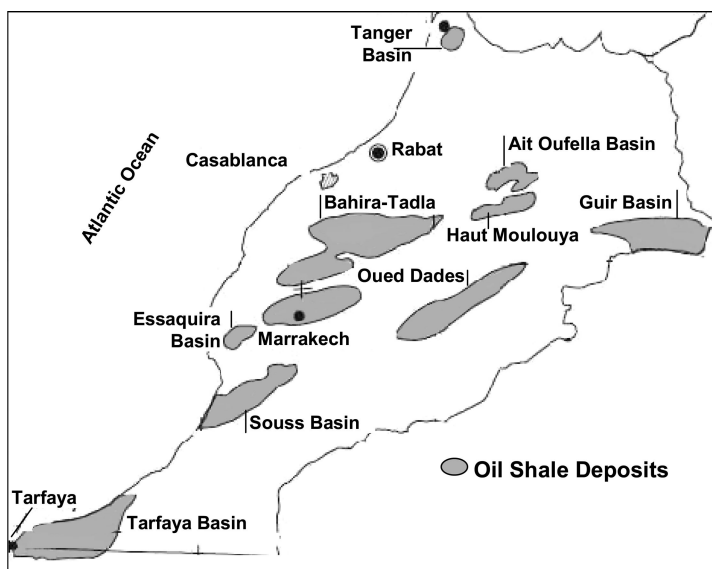 Tanger
Basin
Atlantic Ocean
Rabat
Casablanca
Ait Oufella Basin
Bahira-Tadla
Guir Basin
Haut Moulouya
Oued Dades
Essaquira
Basin
Marrakech
Souss Basin
Oil Shale Deposits
Tarfaya
Tarfaya Basin